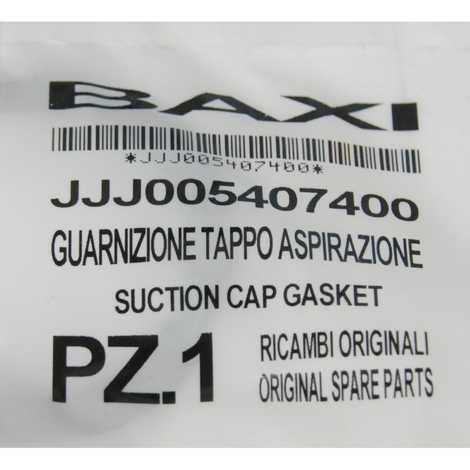 BAXI
*JJJ005407400*
JJJ005407400
GUARNIZIONE TAPPO ASPIRAZIONE
SUCTION CAP GASKET
PZ.1
RICAMBI ORIGINALI
ORIGINAL SPARE PARTS